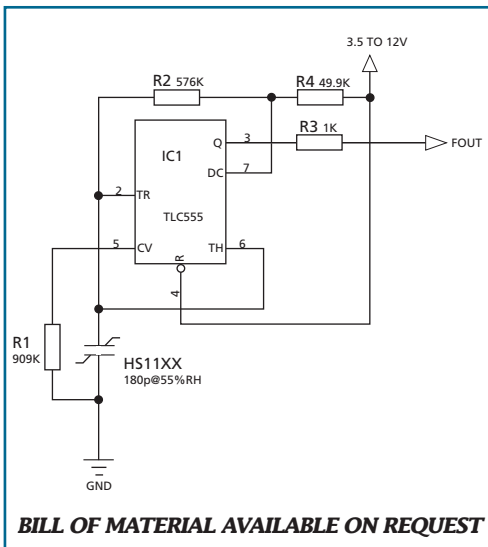 3.5 TO 12V
R2 576K
R4 49.9K
R3 1K
FOUT
IC1
Q
3
DC
7
2
TR
TLC555
5
CV
TH
6
R
4
R1
909K
HS11XX
180p@55%RH
GND
BILL OF MATERIAL AVAILABLE ON REQUEST